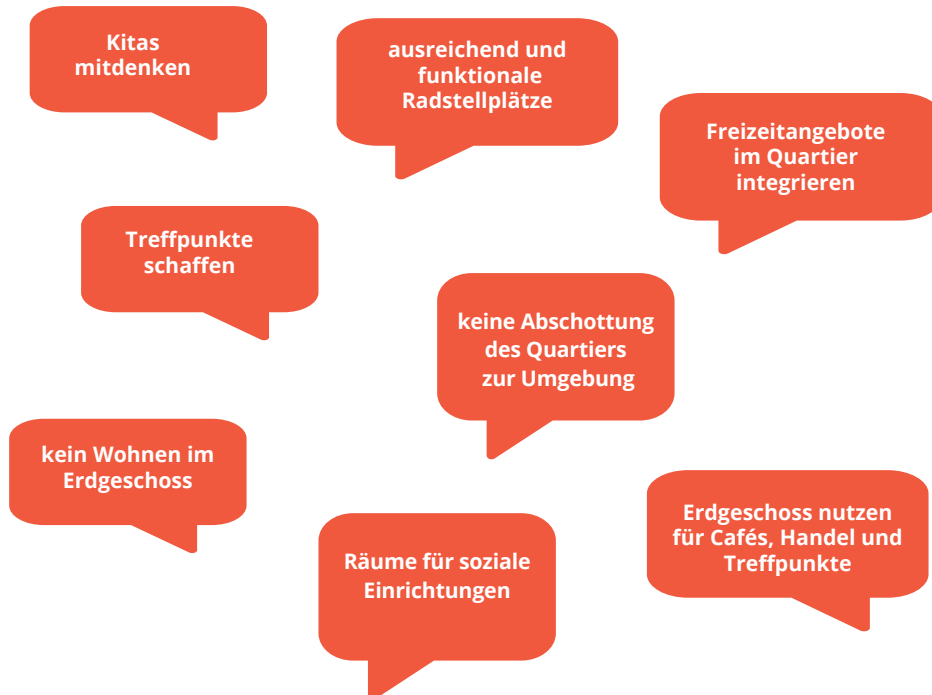 Kitas
mitdenken
ausreichend und
funktionale
Radstellplätze
Freizeitangebote
im Quartier
integrieren
Treffpunkte
schaffen
keine Abschottung
des Quartiers
zur Umgebung
kein Wohnen im
Erdgeschoss
Räume für soziale
Einrichtungen
Erdgeschoss nutzen
für Cafés, Handel und
Treffpunkte